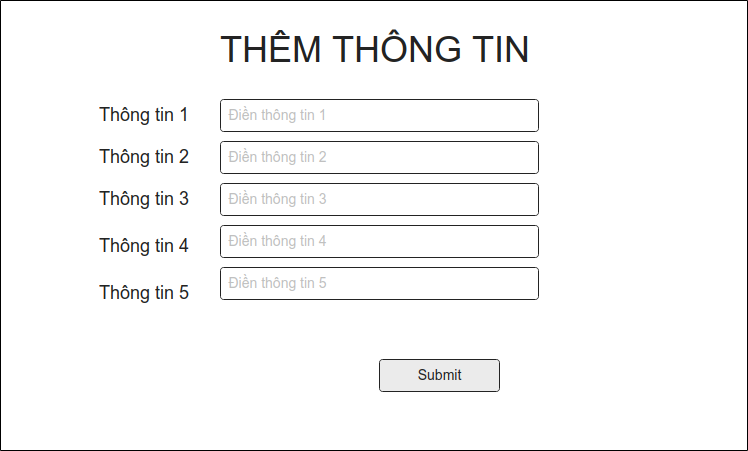 THÊM THÔNG TIN
Thông tin 1 Điền thông tin 1
Thông tin 2 Điền thông tin 2
Thông tin 3 Điền thông tin 3
Thông tin 4 Điền thông tin 4
Thông tin 5 Điền thông tin 5
Submit